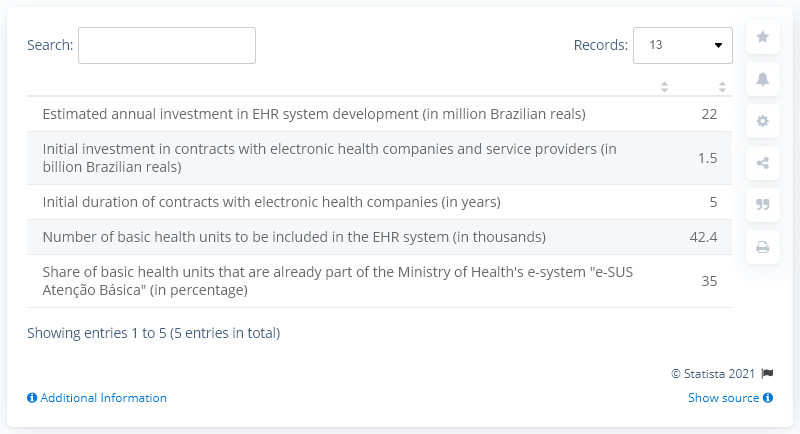 Search:
Records: 13
Estimated annual investment in EHR system development (in million Brazilian reals) 22
Initial investment in contracts with electronic health companies and service providers (in
billion Brazilian reals) 1.5
Initial duration of contracts with electronic health companies (in years) 5
Number of basic health units to be included in the EHR system (in thousands) 42.4
Share of basic health units that are already part of the Ministry of Health's e-system "e-SUS
Atenção Básica" (in percentage) 35
Showing entries 1 to 5 (5 entries in total)
© Statista 2021
Additional Information
Show source